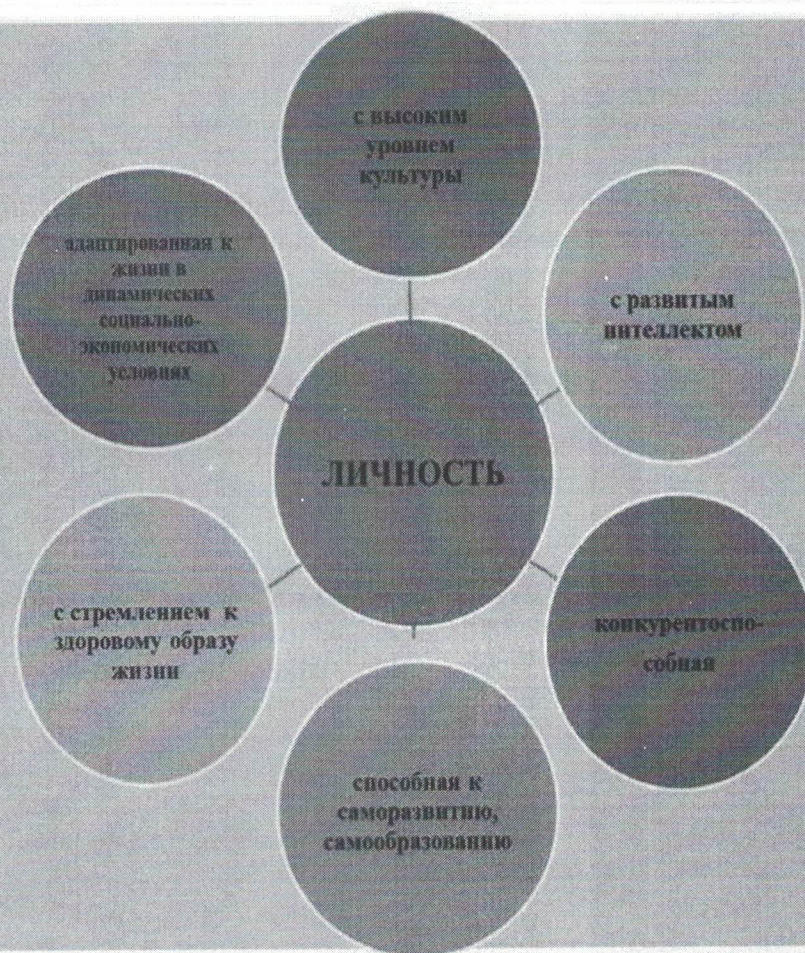 с высоким
уровнем
культуры
с развитым
интеллектом
конкурентоспо-
собная
способная к
саморазвитию,
самообразованию
с стремлением к
здоровому образу
жизни
адаптированная к
жизни в
динамических
социально-
экономических
условиях
ЛИЧНОСТЬ